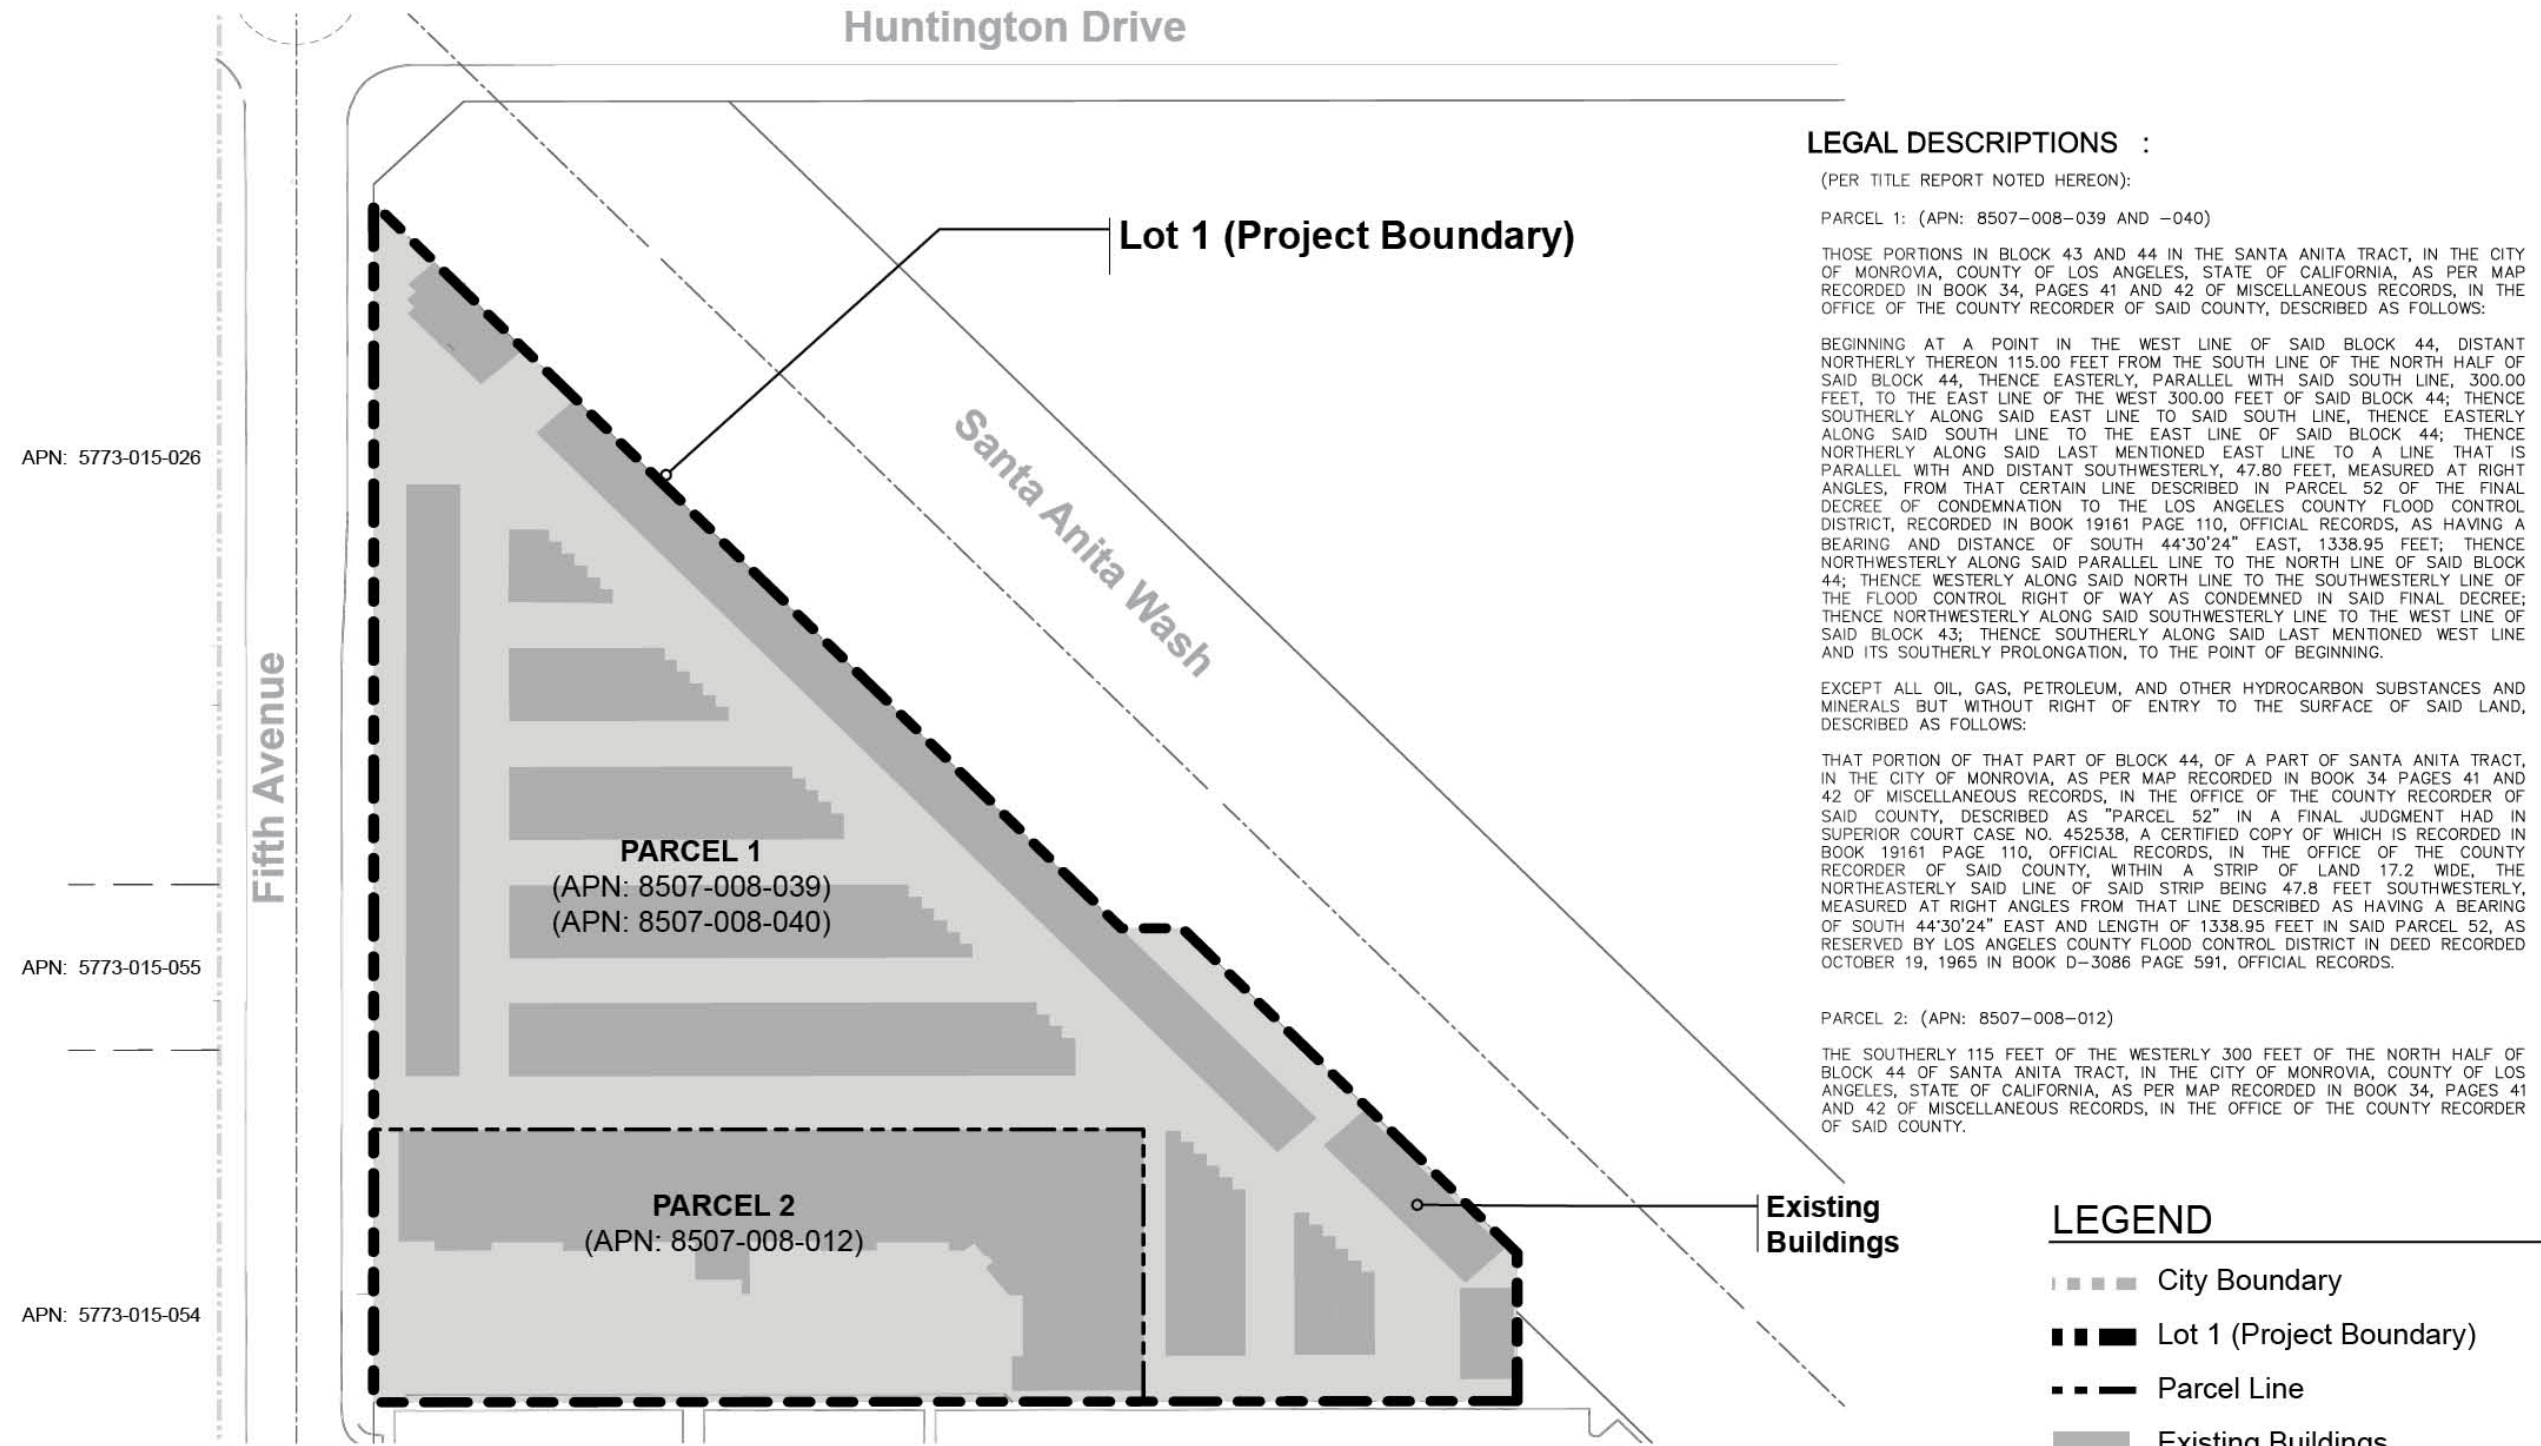 Huntington Drive
LEGAL DESCRIPTIONS :
(PER TITLE REPORT NOTED HEREON):
PARCEL 1: (APN: 8507-008-039 AND -040)
THOSE PORTIONS IN BLOCK 43 AND 44 IN THE SANTA ANITA TRACT, IN THE CITY
OF MONROVIA, COUNTY OF LOS ANGELES, STATE OF CALIFORNIA, AS PER MAP
RECORDED IN BOOK 34, PAGES 41 AND 42 OF MISCELLANEOUS RECORDS, IN THE
OFFICE OF THE COUNTY RECORDER OF SAID COUNTY, DESCRIBED AS FOLLOWS:
BEGINNING AT A POINT IN THE WEST LINE OF SAID BLOCK 44, DISTANT
NORTHERLY THEREON 115.00 FEET FROM THE SOUTH LINE OF THE NORTH HALF OF
SAID BLOCK 44, THENCE EASTERLY, PARALLEL WITH SAID SOUTH LINE, 300.00
FEET, TO THE EAST LINE OF THE WEST 300.00 FEET OF SAID BLOCK 44; THENCE
SOUTHERLY ALONG SAID EAST LINE TO SAID SOUTH LINE, THENCE EASTERLY
ALONG SAID SOUTH LINE TO THE EAST LINE OF SAID BLOCK 44; THENCE
NORTHERLY ALONG SAID LAST MENTIONED EAST LINE TO A LINE THAT IS
PARALLEL WITH AND DISTANT SOUTHWESTERLY, 47.80 FEET, MEASURED AT RIGHT
ANGLES, FROM THAT CERTAIN LINE DESCRIBED IN PARCEL 52 OF THE FINAL
DECREE OF CONDEMNATION TO THE LOS ANGELES COUNTY FLOOD CONTROL
DISTRICT, RECORDED IN BOOK 19161 PAGE 110, OFFICIAL RECORDS, AS HAVING A
BEARING AND DISTANCE OF SOUTH 44°30'24" EAST, 1338.95 FEET; THENCE
NORTHWESTERLY ALONG SAID PARALLEL LINE TO THE NORTH LINE OF SAID BLOCK
44; THENCE WESTERLY ALONG SAID NORTH LINE TO THE SOUTHWESTERLY LINE OF
THE FLOOD CONTROL RIGHT OF WAY AS CONDEMNED IN SAID FINAL DECREE;
THENCE NORTHWESTERLY ALONG SAID SOUTHWESTERLY LINE TO THE WEST LINE OF
SAID BLOCK 43; THENCE SOUTHERLY ALONG SAID LAST MENTIONED WEST LINE
AND ITS SOUTHERLY PROLONGATION, TO THE POINT OF BEGINNING.
EXCEPT ALL OIL, GAS, PETROLEUM, AND OTHER HYDROCARBON SUBSTANCES AND
MINERALS BUT WITHOUT RIGHT OF ENTRY TO THE SURFACE OF SAID LAND,
DESCRIBED AS FOLLOWS:
THAT PORTION OF THAT PART OF BLOCK 44, OF A PART OF SANTA ANITA TRACT,
IN THE CITY OF MONROVIA, AS PER MAP RECORDED IN BOOK 34 PAGES 41 AND
42 OF MISCELLANEOUS RECORDS, IN THE OFFICE OF THE COUNTY RECORDER OF
SAID COUNTY, DESCRIBED AS "PARCEL 52" IN A FINAL JUDGMENT HAD IN
SUPERIOR COURT CASE NO. 452538, A CERTIFIED COPY OF WHICH IS RECORDED IN
BOOK 19161 PAGE 110, OFFICIAL RECORDS, IN THE OFFICE OF THE COUNTY
RECORDER OF SAID COUNTY, WITHIN A STRIP OF LAND 17.2 WIDE, THE
NORTHEASTERLY SAID LINE OF SAID STRIP BEING 47.8 FEET SOUTHWESTERLY,
MEASURED AT RIGHT ANGLES FROM THAT LINE DESCRIBED AS HAVING A BEARING
OF SOUTH 44°30'24" EAST AND LENGTH OF 1338.95 FEET IN SAID PARCEL 52, AS
RESERVED BY LOS ANGELES COUNTY FLOOD CONTROL DISTRICT IN DEED RECORDED
OCTOBER 19, 1965 IN BOOK D-3086 PAGE 591, OFFICIAL RECORDS.
PARCEL 2: (APN: 8507-008-012)
THE SOUTHERLY 115 FEET OF THE WESTERLY 300 FEET OF THE NORTH HALF OF
BLOCK 44 OF SANTA ANITA TRACT, IN THE CITY OF MONROVIA, COUNTY OF LOS
ANGELES, STATE OF CALIFORNIA, AS PER MAP RECORDED IN BOOK 34, PAGES 41
AND 42 OF MISCELLANEOUS RECORDS, IN THE OFFICE OF THE COUNTY RECORDER
OF SAID COUNTY.
Lot 1 (Project Boundary)
Santa Anita Wash
APN: 5773-015-026
Fifth Avenue
PARCEL 1
(APN: 8507-008-039)
(APN: 8507-008-040)
APN: 5773-015-055
PARCEL 2
(APN: 8507-008-012)
Existing
Buildings
APN: 5773-015-054
LEGEND
City Boundary
Lot 1 (Project Boundary)
Parcel Line
Existing Buildings